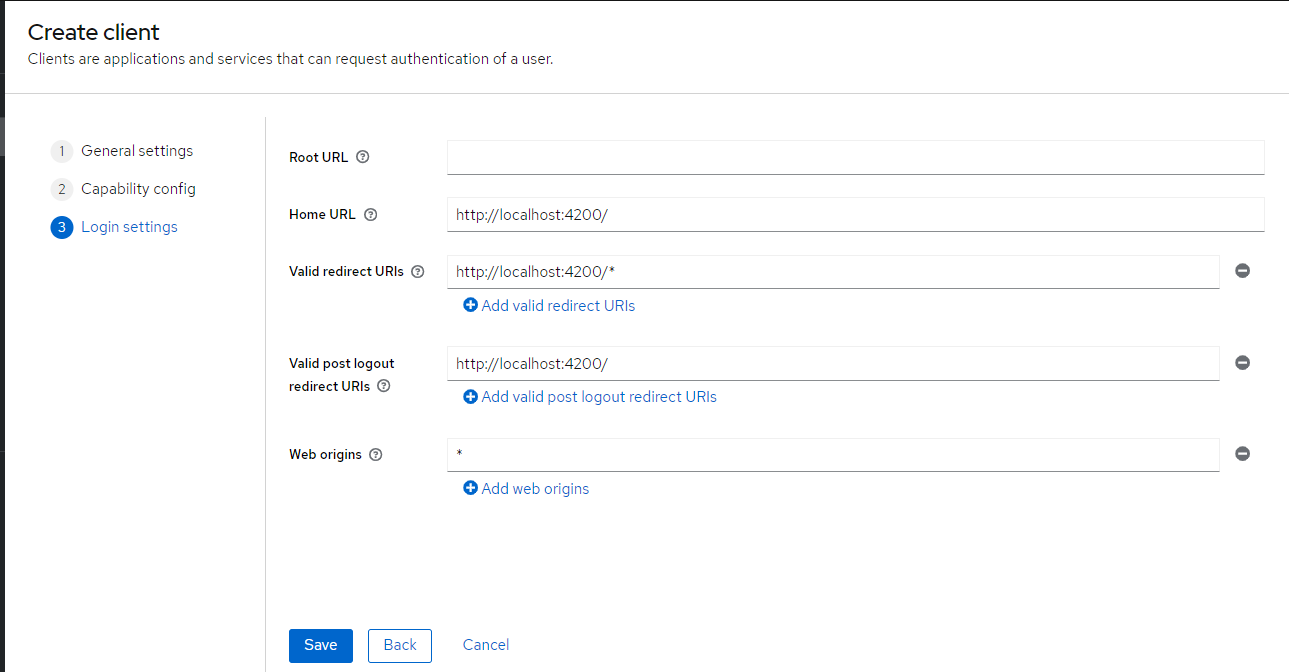 Create client
Clients are applications and services that can request authentication of a user.
1 General settings
2 Capability config
3 Login settings
Root URL
Home URL http://localhost:4200/
Valid redirect URIs http://localhost:4200/*
Add valid redirect URIs
Valid post logout
redirect URIs http://localhost:4200/
Add valid post logout redirect URIs
Web origins *
Add web origins
Save Back Cancel